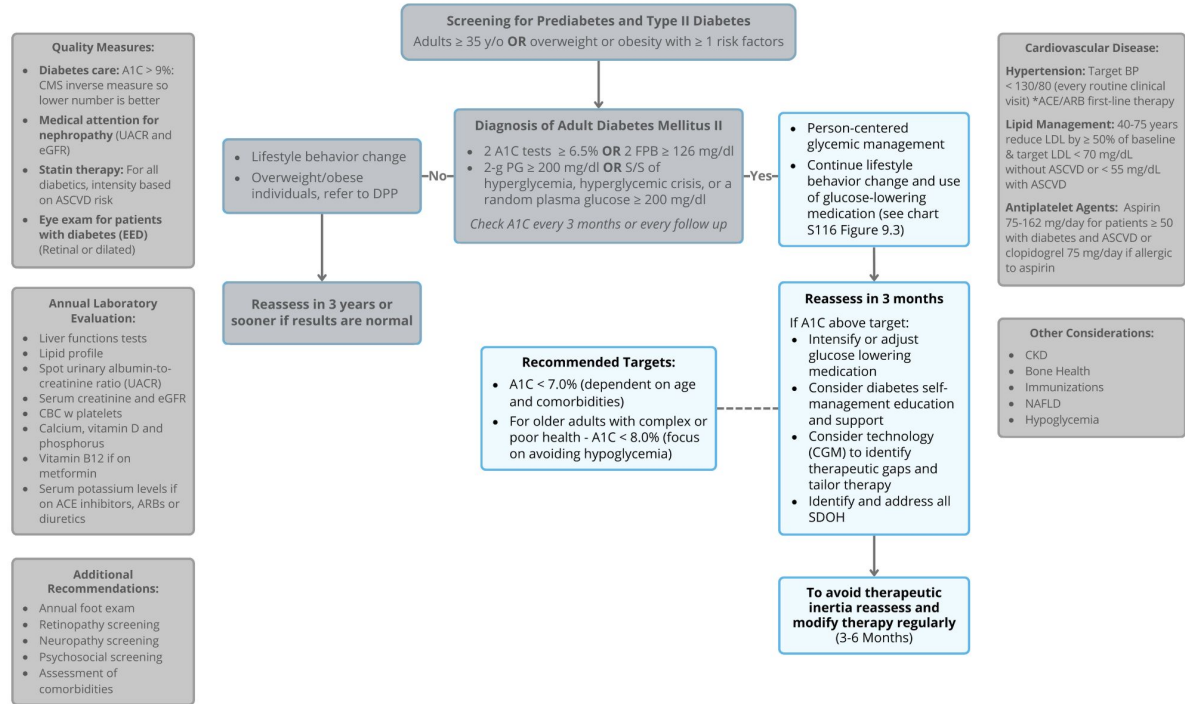 Screening for Prediabetes and Type II Diabetes
Adults ≥ 35 y/o OR overweight or obesity with ≥ 1 risk factors
Quality Measures:
• Diabetes care: A1C > 9%:
CMS inverse measure so
lower number is better
• Medical attention for
nephropathy (UACR and
eGFR)
• Statin therapy: For all
diabetics, intensity based
on ASCVD risk
• Eye exam for patients
with diabetes (EED)
(Retinal or dilated)
Annual Laboratory
Evaluation:
• Liver functions tests
• Lipid profile
• Spot urinary albumin-to-
creatinine ratio (UACR)
• Serum creatinine and eGFR
• CBC w platelets
• Calcium, vitamin D and
phosphorus
• Vitamin B12 if on
metformin
• Serum potassium levels if
on ACE inhibitors, ARBs or
diuretics
Additional
Recommendations:
• Annual foot exam
• Retinopathy screening
• Neuropathy screening
• Psychosocial screening
• Assessment of
comorbidities
• Lifestyle behavior change
• Overweight/obese
individuals, refer to DPP
No
Reassess in 3 years or
sooner if results are normal
Diagnosis of Adult Diabetes Mellitus II
• 2 A1C tests ≥ 6.5% OR 2 FPB ≥ 126 mg/dl
• 2-g PG ≥ 200 mg/dl OR S/S of
hyperglycemia, hyperglycemic crisis, or a
random plasma glucose ≥ 200 mg/dl
Check A1C every 3 months or every follow up
Yes
• Person-centered
glycemic management
• Continue lifestyle
behavior change and use
of glucose-lowering
medication (see chart
S116 Figure 9.3)
Recommended Targets:
• A1C < 7.0% (dependent on age
and comorbidities)
• For older adults with complex or
poor health - A1C < 8.0% (focus
on avoiding hypoglycemia)
Reassess in 3 months
If A1C above target:
• Intensify or adjust
glucose lowering
medication
• Consider diabetes self-
management education
and support
• Consider technology
(CGM) to identify
therapeutic gaps and
tailor therapy
• Identify and address all
SDOH
To avoid therapeutic
inertia reassess and
modify therapy regularly
(3-6 Months)
Cardiovascular Disease:
Hypertension: Target BP
< 130/80 (every routine clinical
visit) *ACE/ARB first-line therapy
Lipid Management: 40-75 years
reduce LDL by ≥ 50% of baseline
& target LDL < 70 mg/dL
without ASCVD or < 55 mg/dL
with ASCVD
Antiplatelet Agents: Aspirin
75-162 mg/day for patients ≥ 50
with diabetes and ASCVD or
clopidogrel 75 mg/day if allergic
to aspirin
Other Considerations:
• CKD
• Bone Health
• Immunizations
• NAFLD
• Hypoglycemia